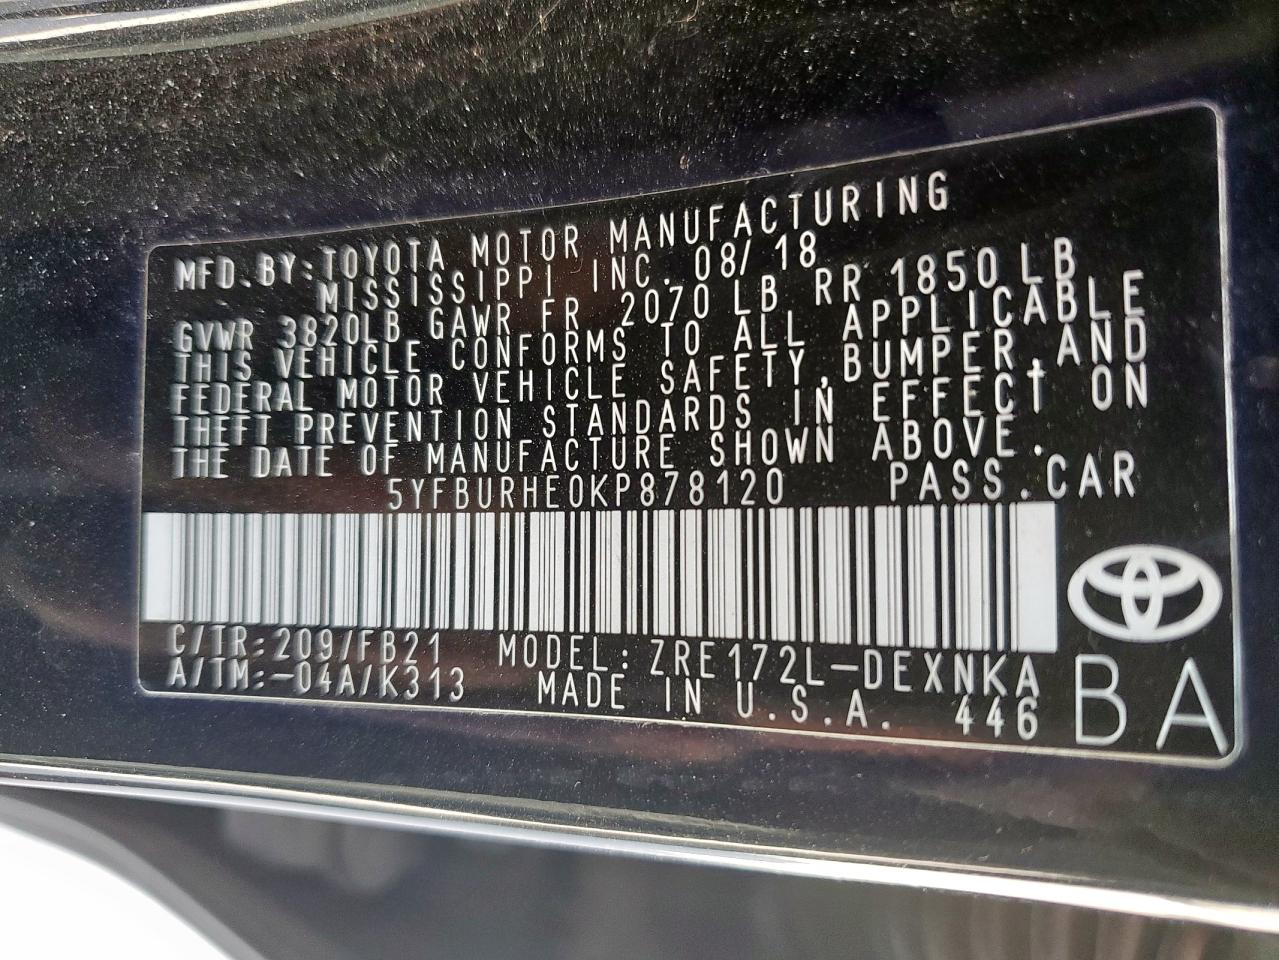 MFD.BY:TOYOTA MOTOR MANUFACTURING
MISSISSIPPI INC. 08/18
GVWR 3820LB GAWR FR 2070LB RR 1850LB
THIS VEHICLE CONFORMS TO ALL APPLICABLE
FEDERAL MOTOR VEHICLE SAFETY,BUMPER,AND
THEFT PREVENTION STANDARDS IN EFFECT ON
THE DATE OF MANUFACTURE SHOWN ABOVE.
5YFBURHE0KP878120 PASS.CAR
C/TR:209/FB21 MODEL:ZRE172L-DEXNKA
A/TM:-04A/K313 MADE IN U.S.A. 446
BA